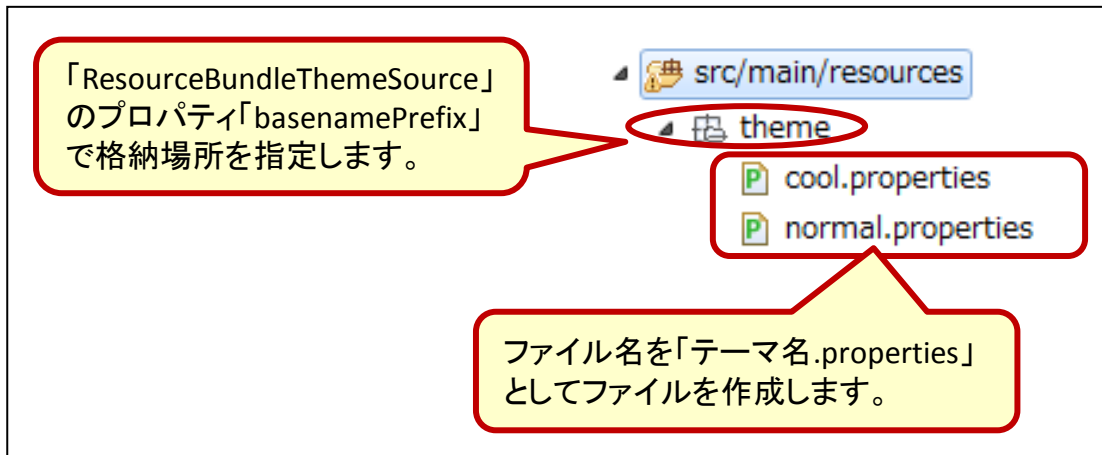 「ResourceBundleThemeSource」
のプロパティ「basenamePrefix」
で格納場所を指定します。
src/main/resources
theme
cool.properties
normal.properties
ファイル名を「テーマ名.properties」
としてファイルを作成します。